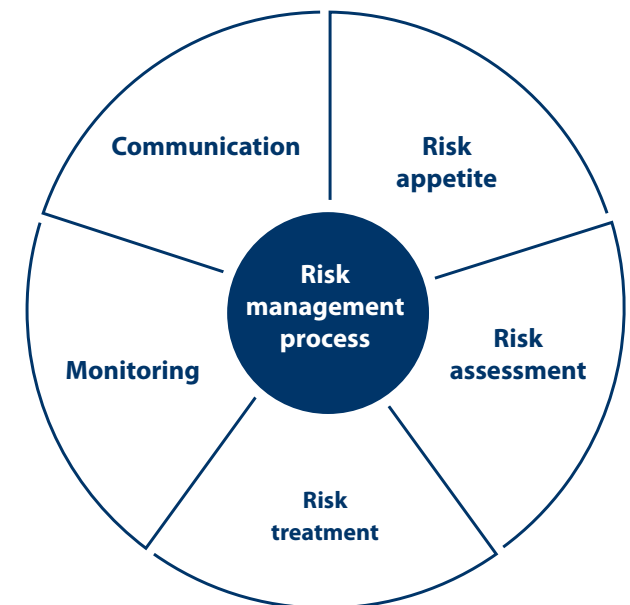 Communication
Risk
appetite
Risk
management
process
Risk
assessment
Monitoring
Risk
treatment